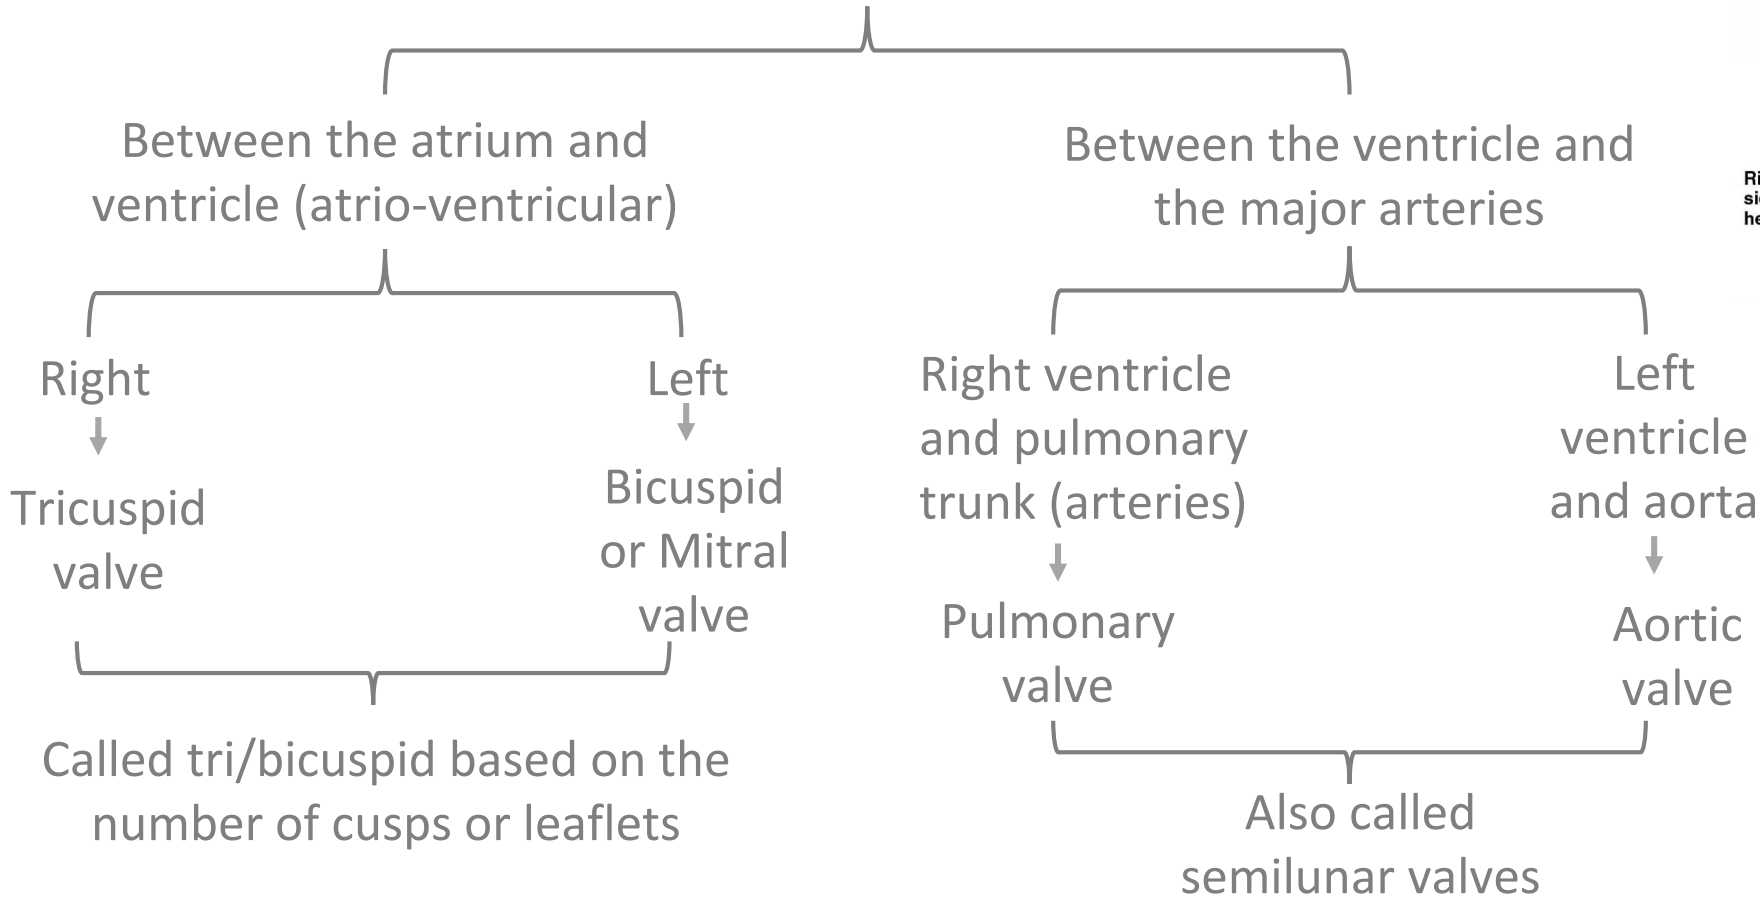 Between the atrium and
ventricle (atrio-ventricular)
Right
Tricuspid
valve
Left
Bicuspid
or Mitral
valve
Called tri/bicuspid based on the
number of cusps or leaflets
Between the ventricle and
the major arteries
Right ventricle
and pulmonary
trunk (arteries)
Pulmonary
valve
Left
ventricle
and aorta
Aortic
valve
Also called
semilunar valves